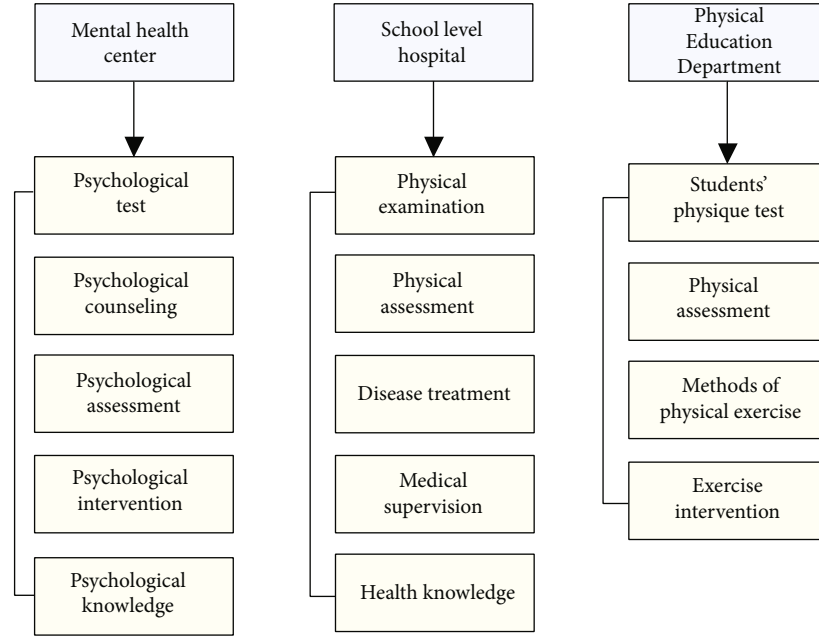 Mental health
center
Psychological
test
Psychological
counseling
Psychological
assessment
Psychological
intervention
Psychological
knowledge
School level
hospital
Physical
examination
Physical
assessment
Disease treatment
Medical
supervision
Health knowledge
Physical
Education
Department
Students’
physique test
Physical
assessment
Methods of
physical exercise
Exercise
intervention